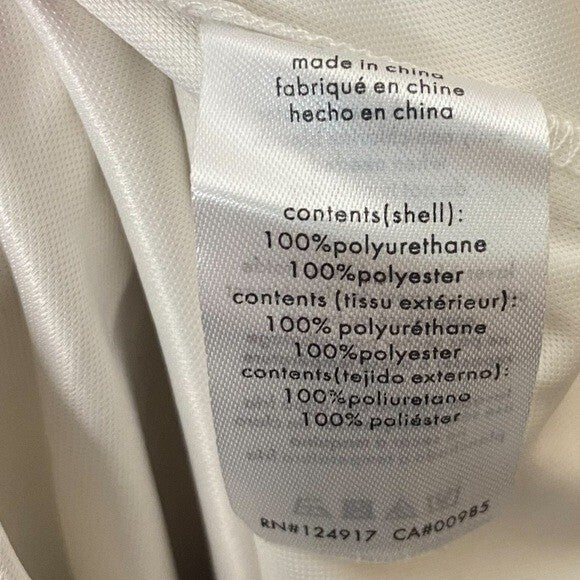 made in china
fabriqué en chine
hecho en china
contents(shell):
100%polyurethane
100%polyester
contents (tissu extérieur):
100% polyuréthane
100%polyester
contents(tejido externo):
100%poliuretano
100% paliéster
RN#124917 CA#00985